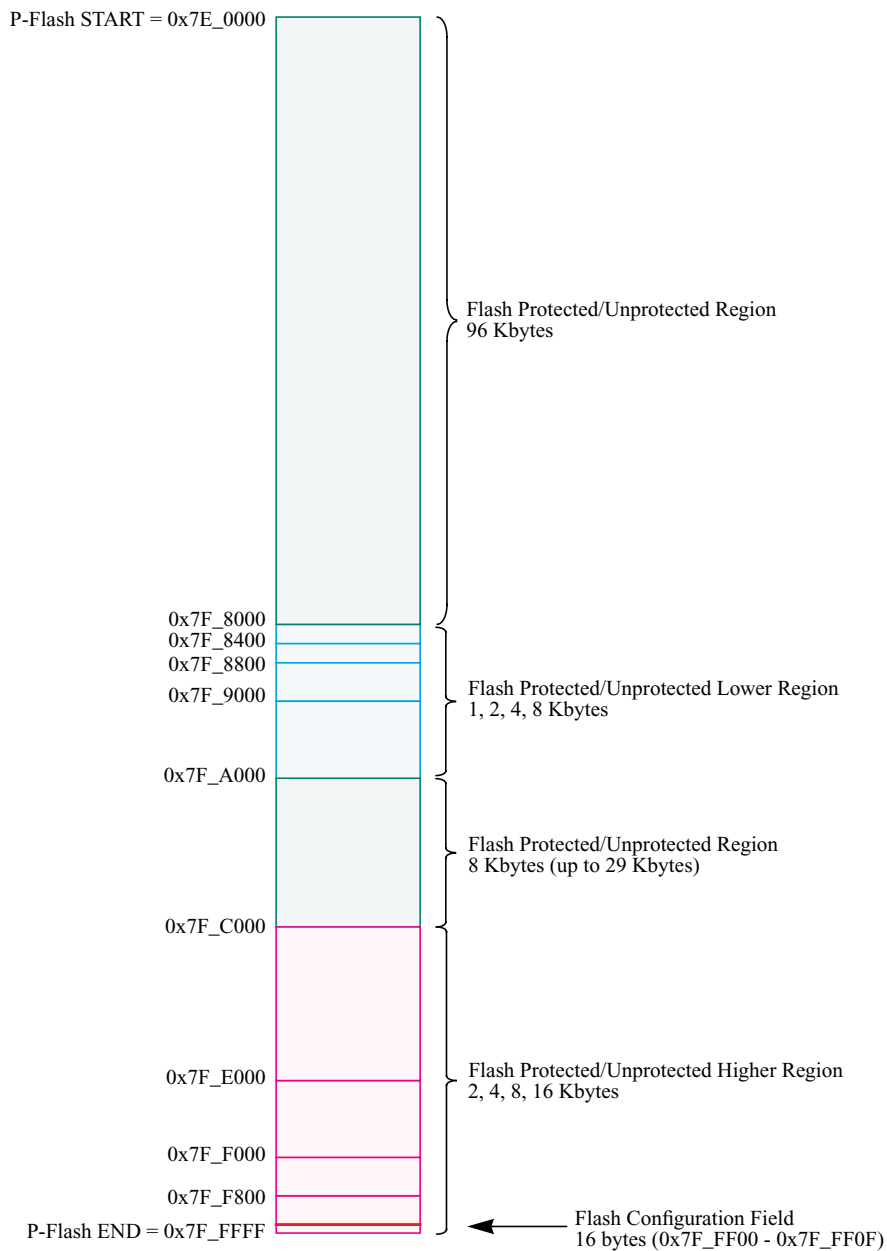 P-Flash START = 0x7E_0000
Flash Protected/Unprotected Region
96 Kbytes
0x7F_8000
0x7F_8400
0x7F_8800
0x7F_9000
Flash Protected/Unprotected Lower Region
1, 2, 4, 8 Kbytes
0x7F_A000
Flash Protected/Unprotected Region
8 Kbytes (up to 29 Kbytes)
0x7F_C000
Flash Protected/Unprotected Higher Region
2, 4, 8, 16 Kbytes
0x7F_E000
0x7F_F000
0x7F_F800
P-Flash END = 0x7F_FFFF
Flash Configuration Field
16 bytes (0x7F_FF00 - 0x7F_FF0F)